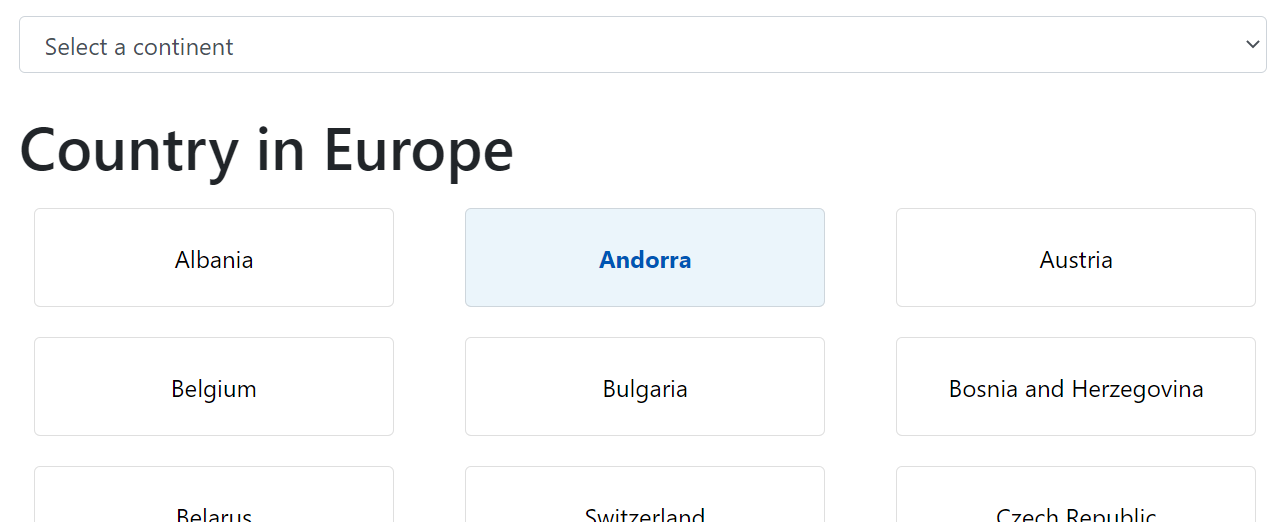 Select a continent
Country in Europe
Albania
Andorra
Austria
Belgium
Bulgaria
Bosnia and Herzegovina
Belarus
Switzerland
Czech Republic